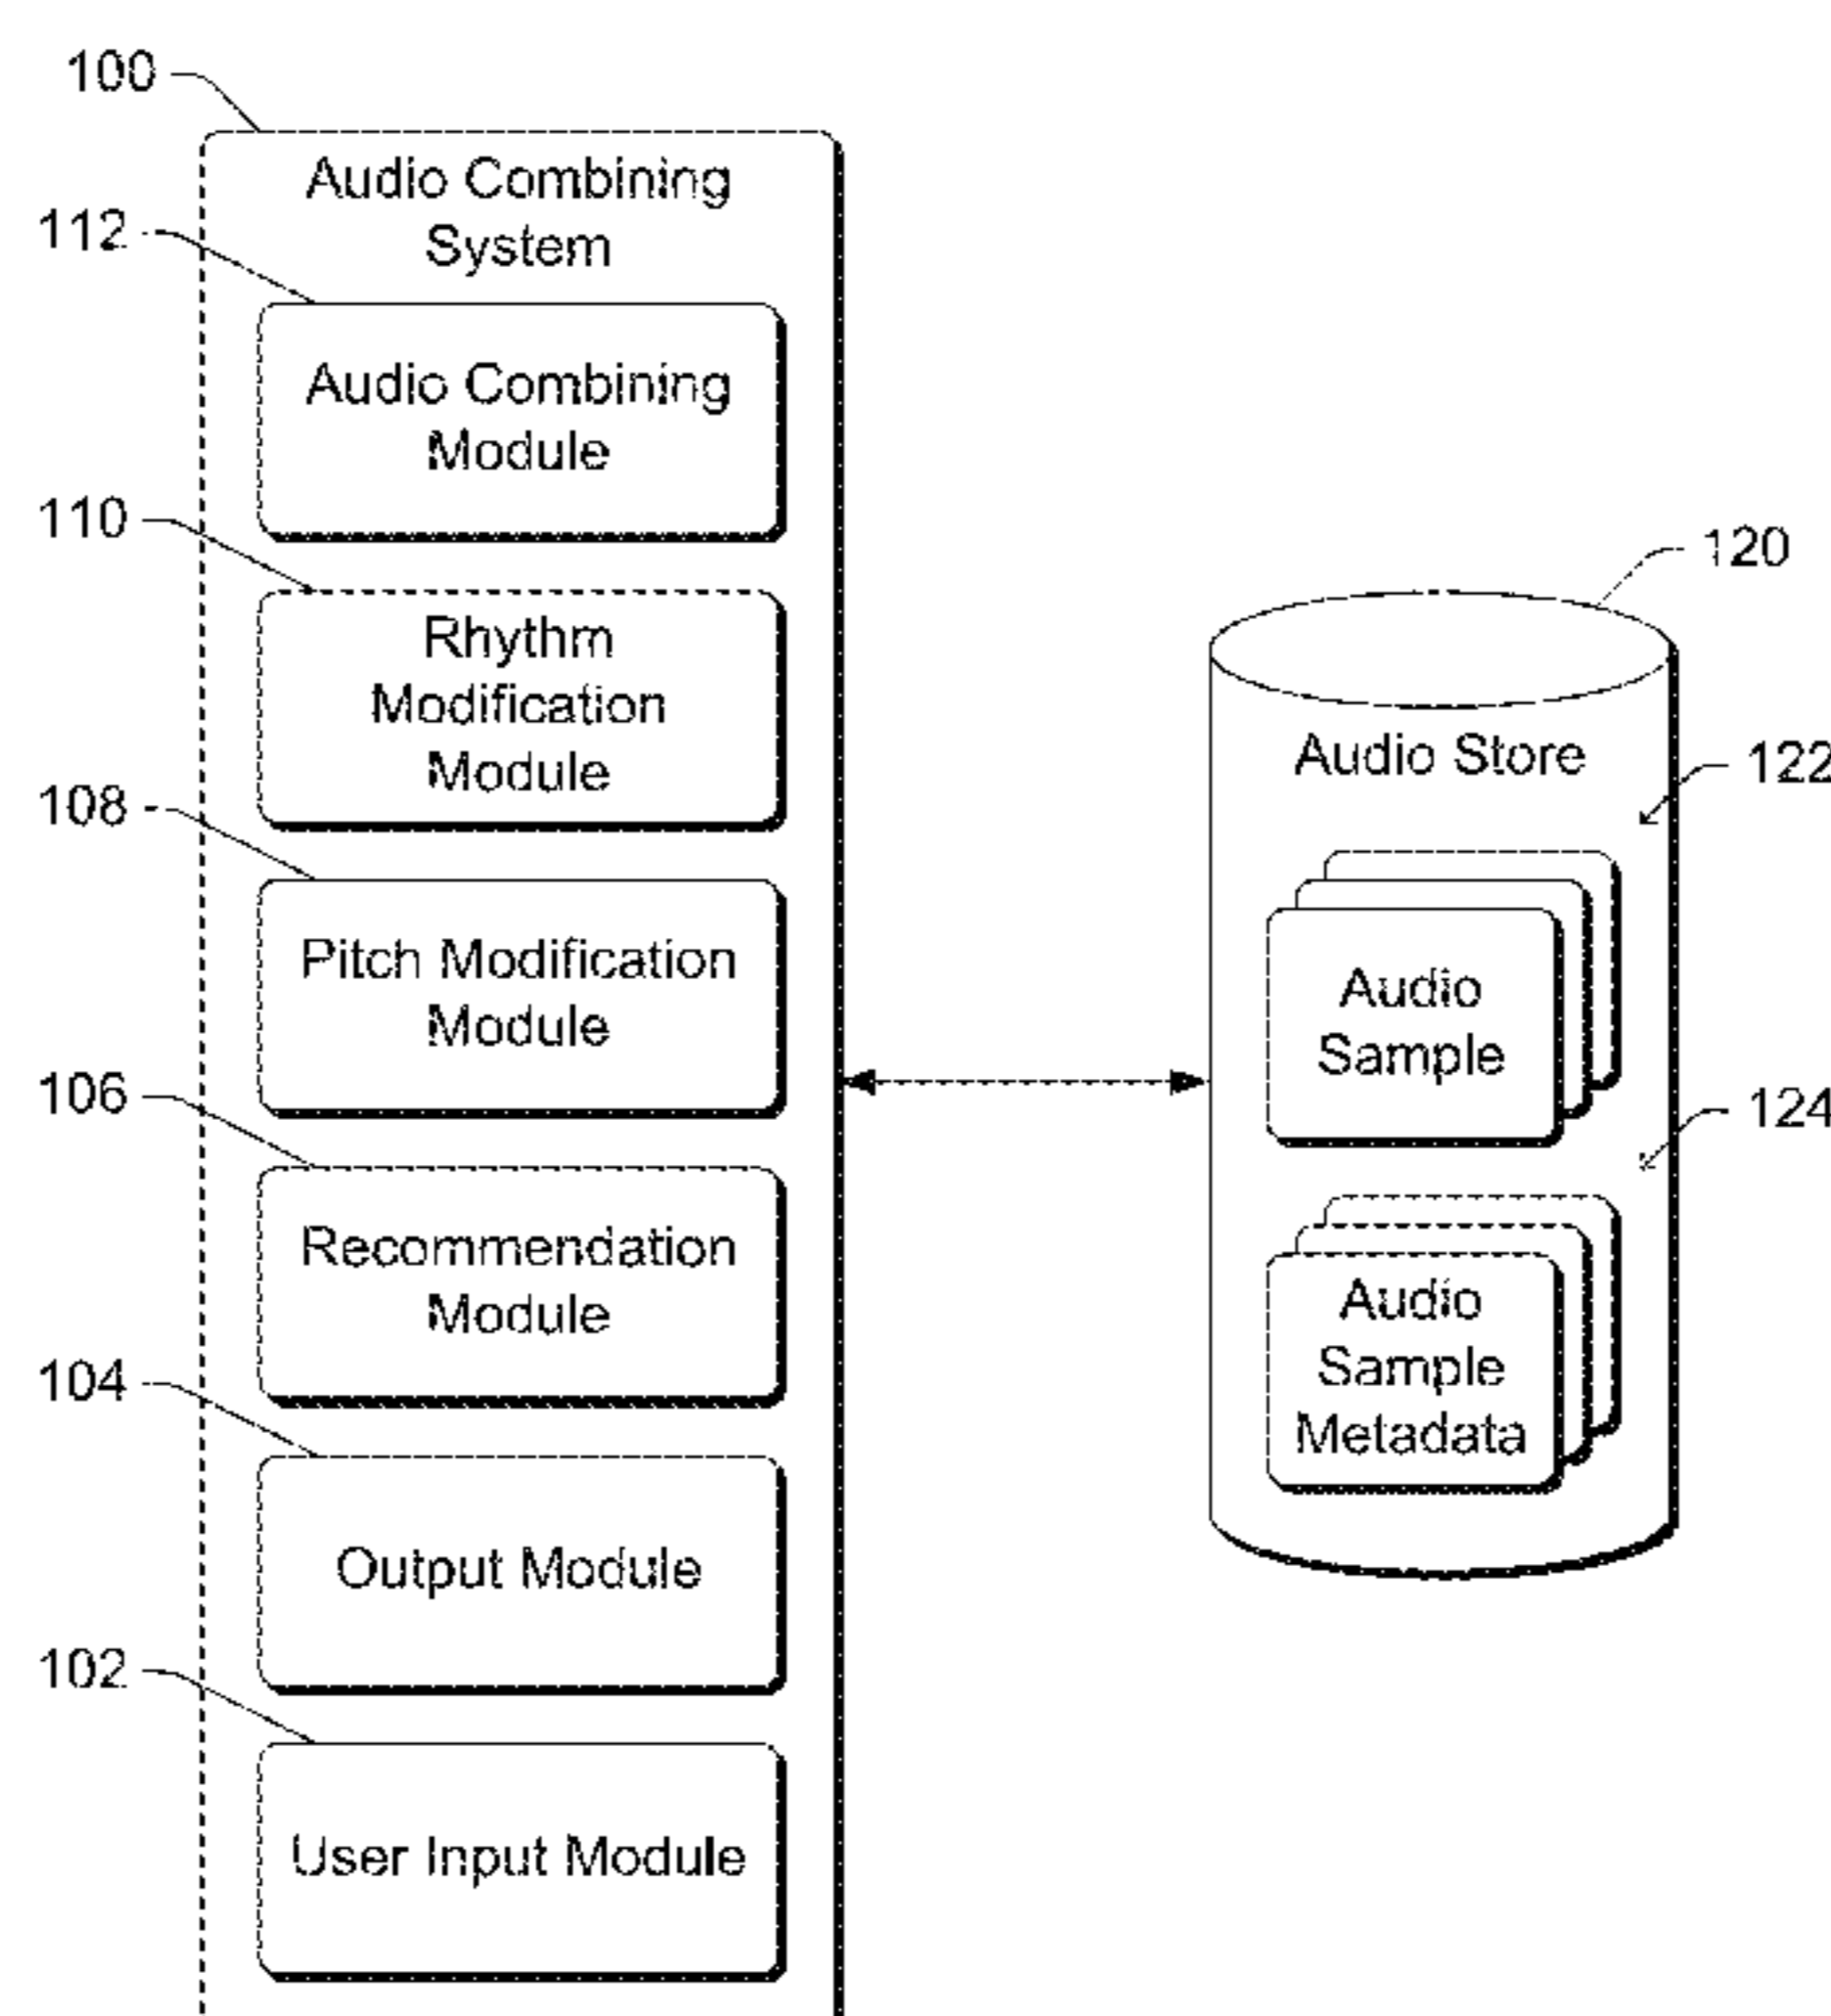 100
Audio Combining
System
112
Audio Combining
Module
110
Rhythm
Modification
Module
108
Pitch Modification
Module
106
Recommendation
Module
104
Output Module
102
User Input Module
120
Audio Store
122
Audio
Sample
124
Audio
Sample
Metadata